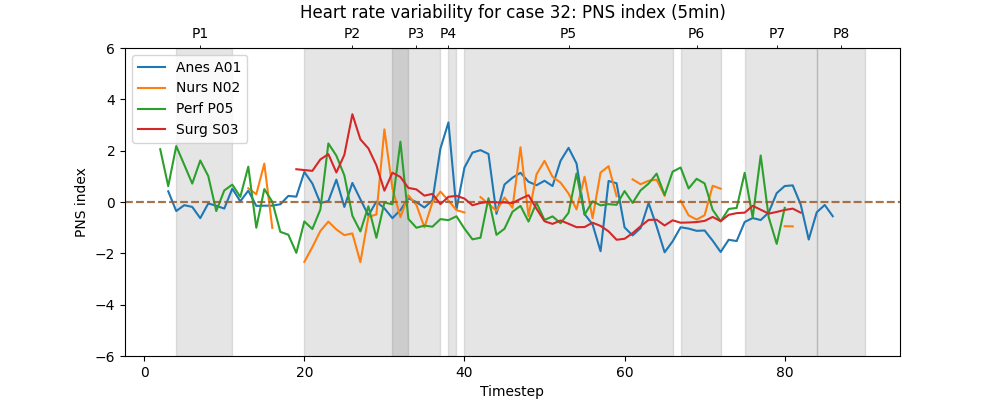 Heart rate variability for case 32: PNS index (5min)
P1 P2 P3 P4 P5 P6 P7 P8
Anes A01
Nurs N02
Perf P05
Surg S03
PNS index
6
4
2
0
−2
−4
−6
0 20 40 60 80
Timestep